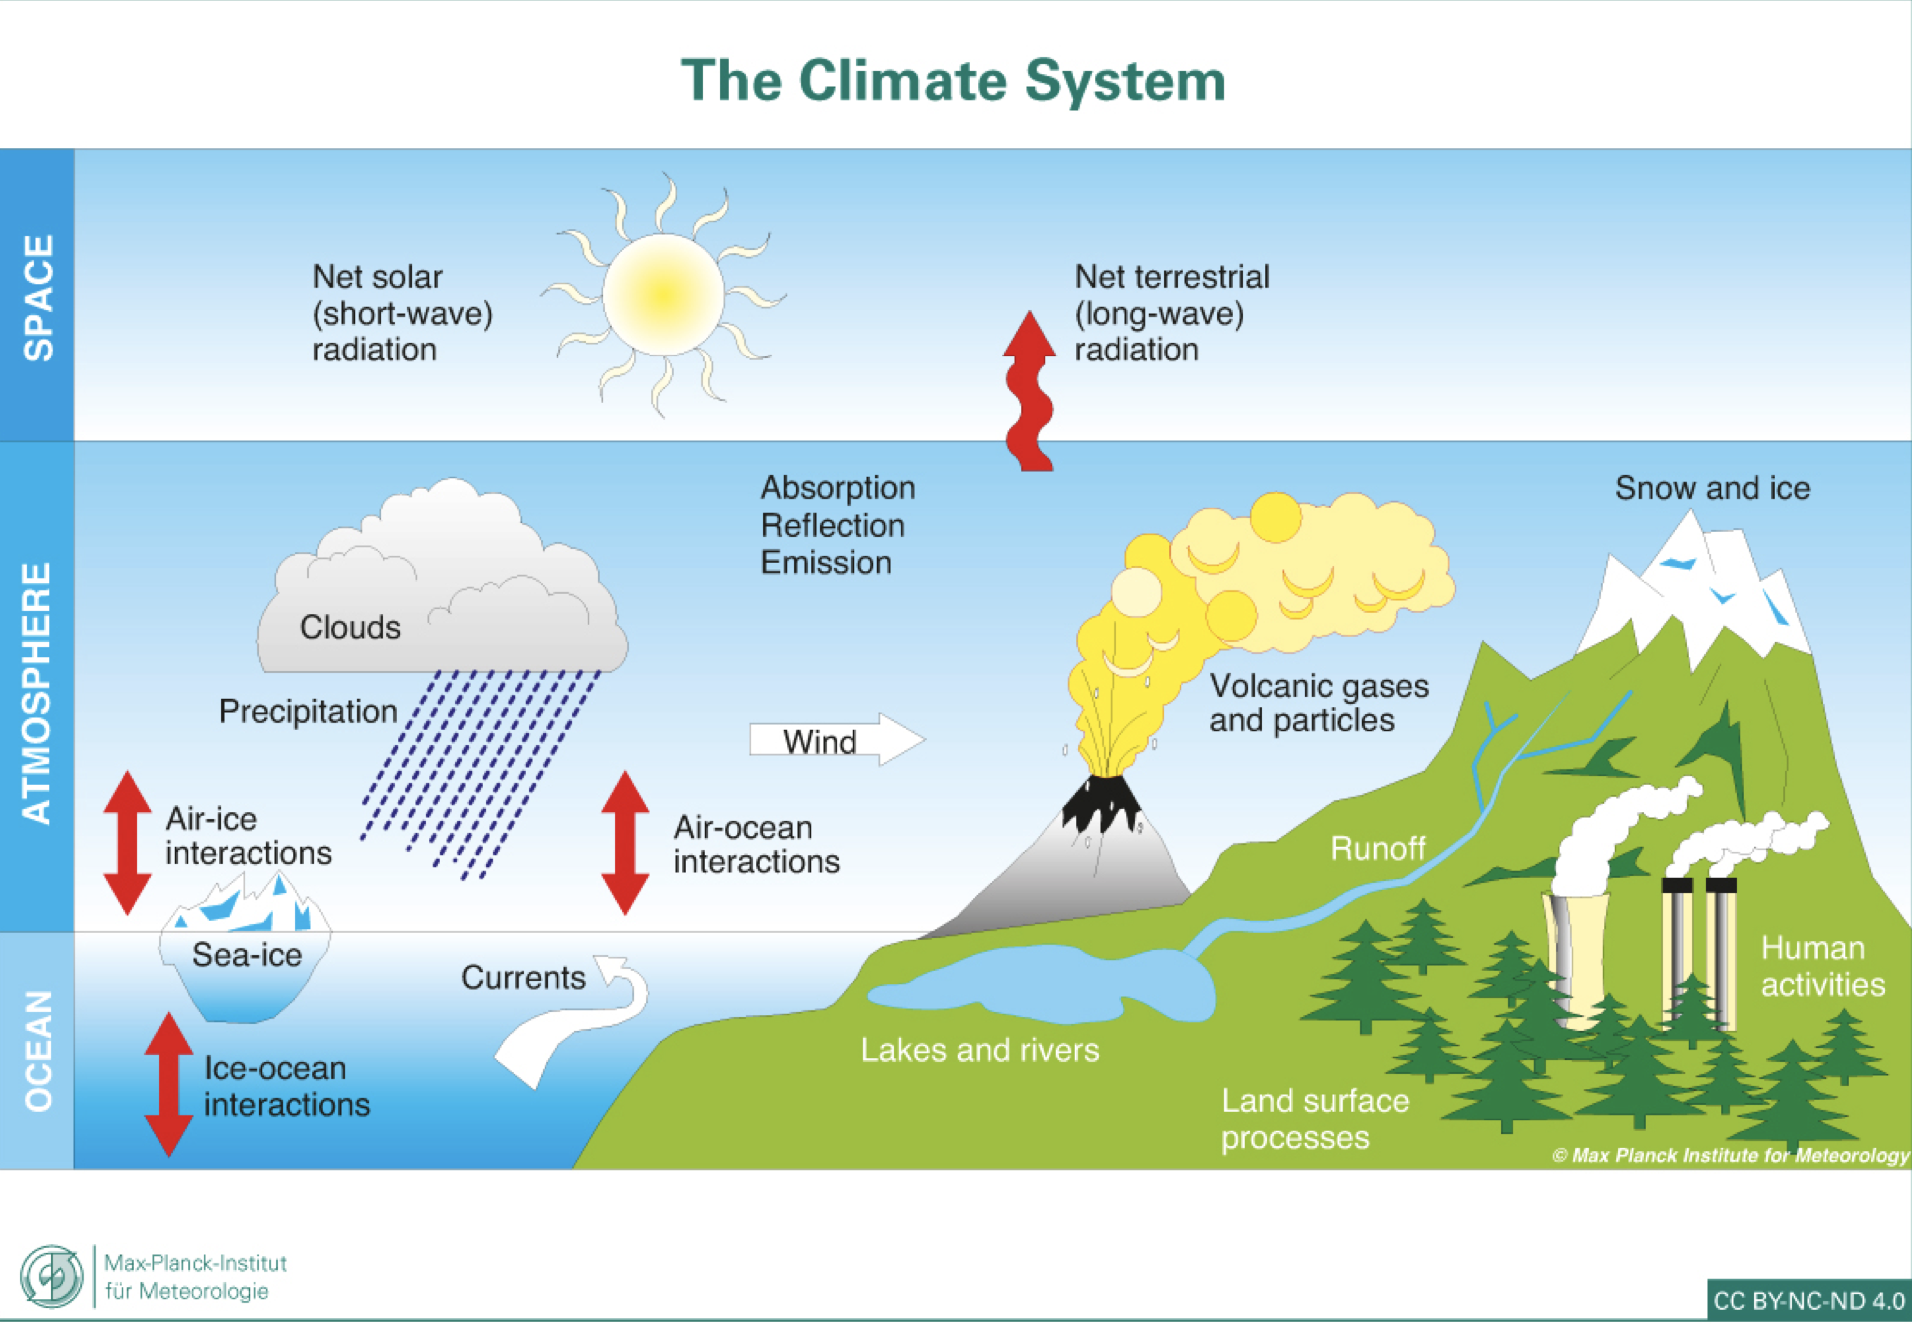 The Climate System
SPACE
Net solar
(short-wave)
radiation
Net terrestrial
(long-wave)
radiation
ATMOSPHERE
Absorption
Reflection
Emission
Snow and ice
Clouds
Precipitation
Wind
Volcanic gases
and particles
Air-ice
interactions
Air-ocean
interactions
Runoff
OCEAN
Sea-ice
Currents
Human
activities
Ice-ocean
interactions
Lakes and rivers
Land surface
processes
© Max Planck Institute for Meteorology
Max-Planck-Institut
für Meteorologie
CC BY-NC-ND 4.0